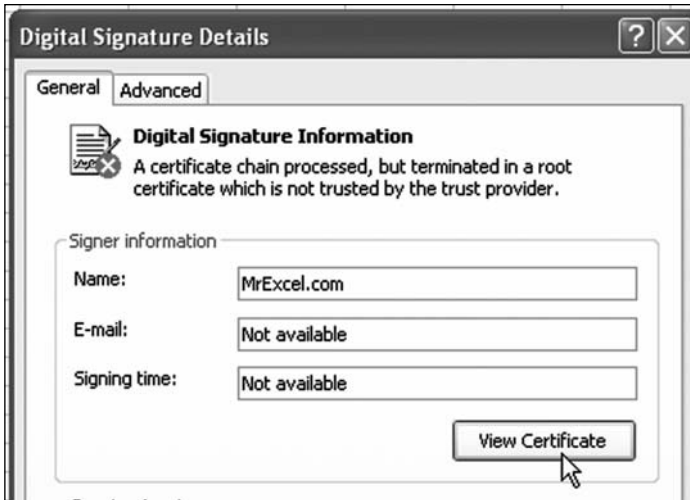 Digital Signature Details
General Advanced
Digital Signature Information
A certificate chain processed, but terminated in a root
certificate which is not trusted by the trust provider.
Signer information
Name: MrExcel.com
E-mail: Not available
Signing time: Not available
View Certificate